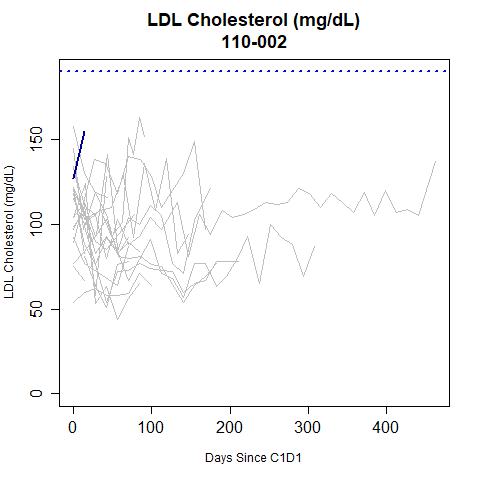 LDL Cholesterol (mg/dL)
110-002
LDL Cholesterol (mg/dL)
150
100
50
0
0 100 200 300 400
Days Since C1D1